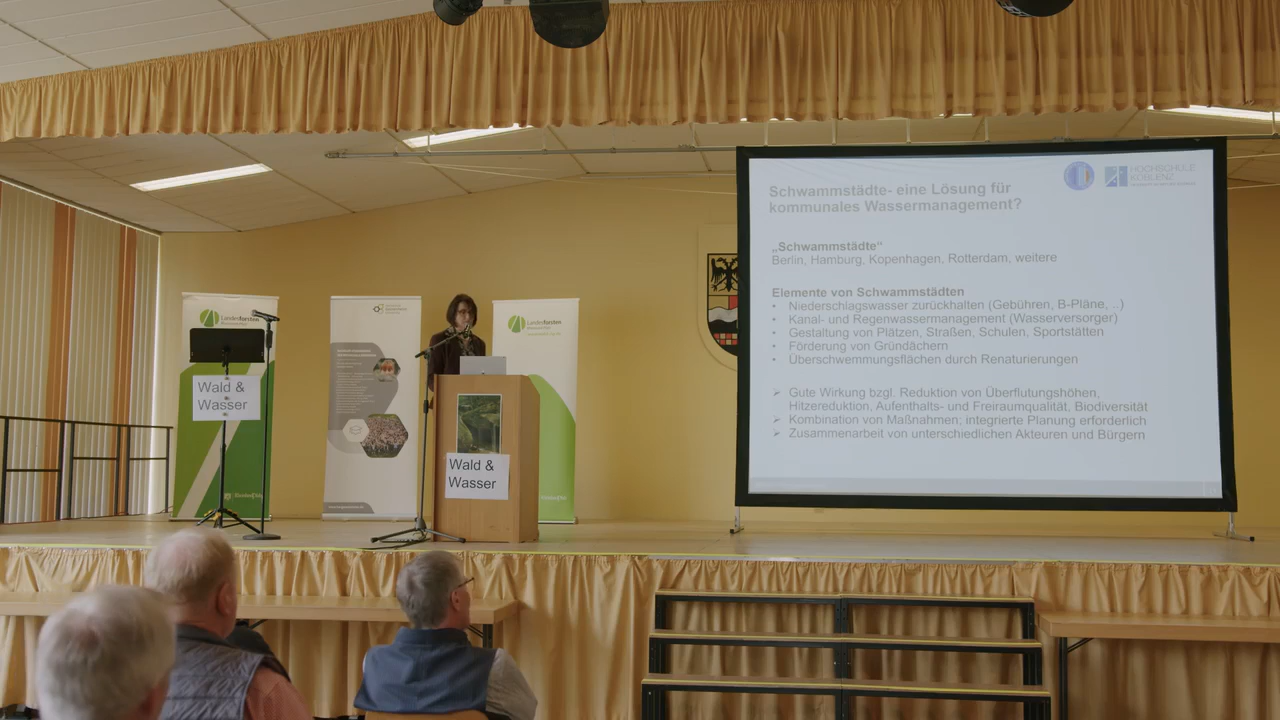 Schwammstädte- eine Lösung für
kommunales Wassermanagement?
HOCHSCHULE
KOBLENZ
„Schwammstädte“
Berlin, Hamburg, Kopenhagen, Rotterdam, weitere
Elemente von Schwammstädten
• Niederschlagswasser zurückhalten (Gebühren, B-Pläne, ..)
• Kanal- und Regenwassermanagement (Wasserversorger)
• Gestaltung von Plätzen, Straßen, Schulen, Sportstätten
• Förderung von Gründächern
• Überschwemmungsflächen durch Renaturierungen
➢ Gute Wirkung bzgl. Reduktion von Überflutungshöhen,
Hitzereduktion, Aufenthalts- und Freiraumqualität, Biodiversität
➢ Kombination von Maßnahmen; integrierte Planung erforderlich
➢ Zusammenarbeit von unterschiedlichen Akteuren und Bürgern
Landesforsten
Landesforsten
Wald &
Wasser
Wald &
Wasser